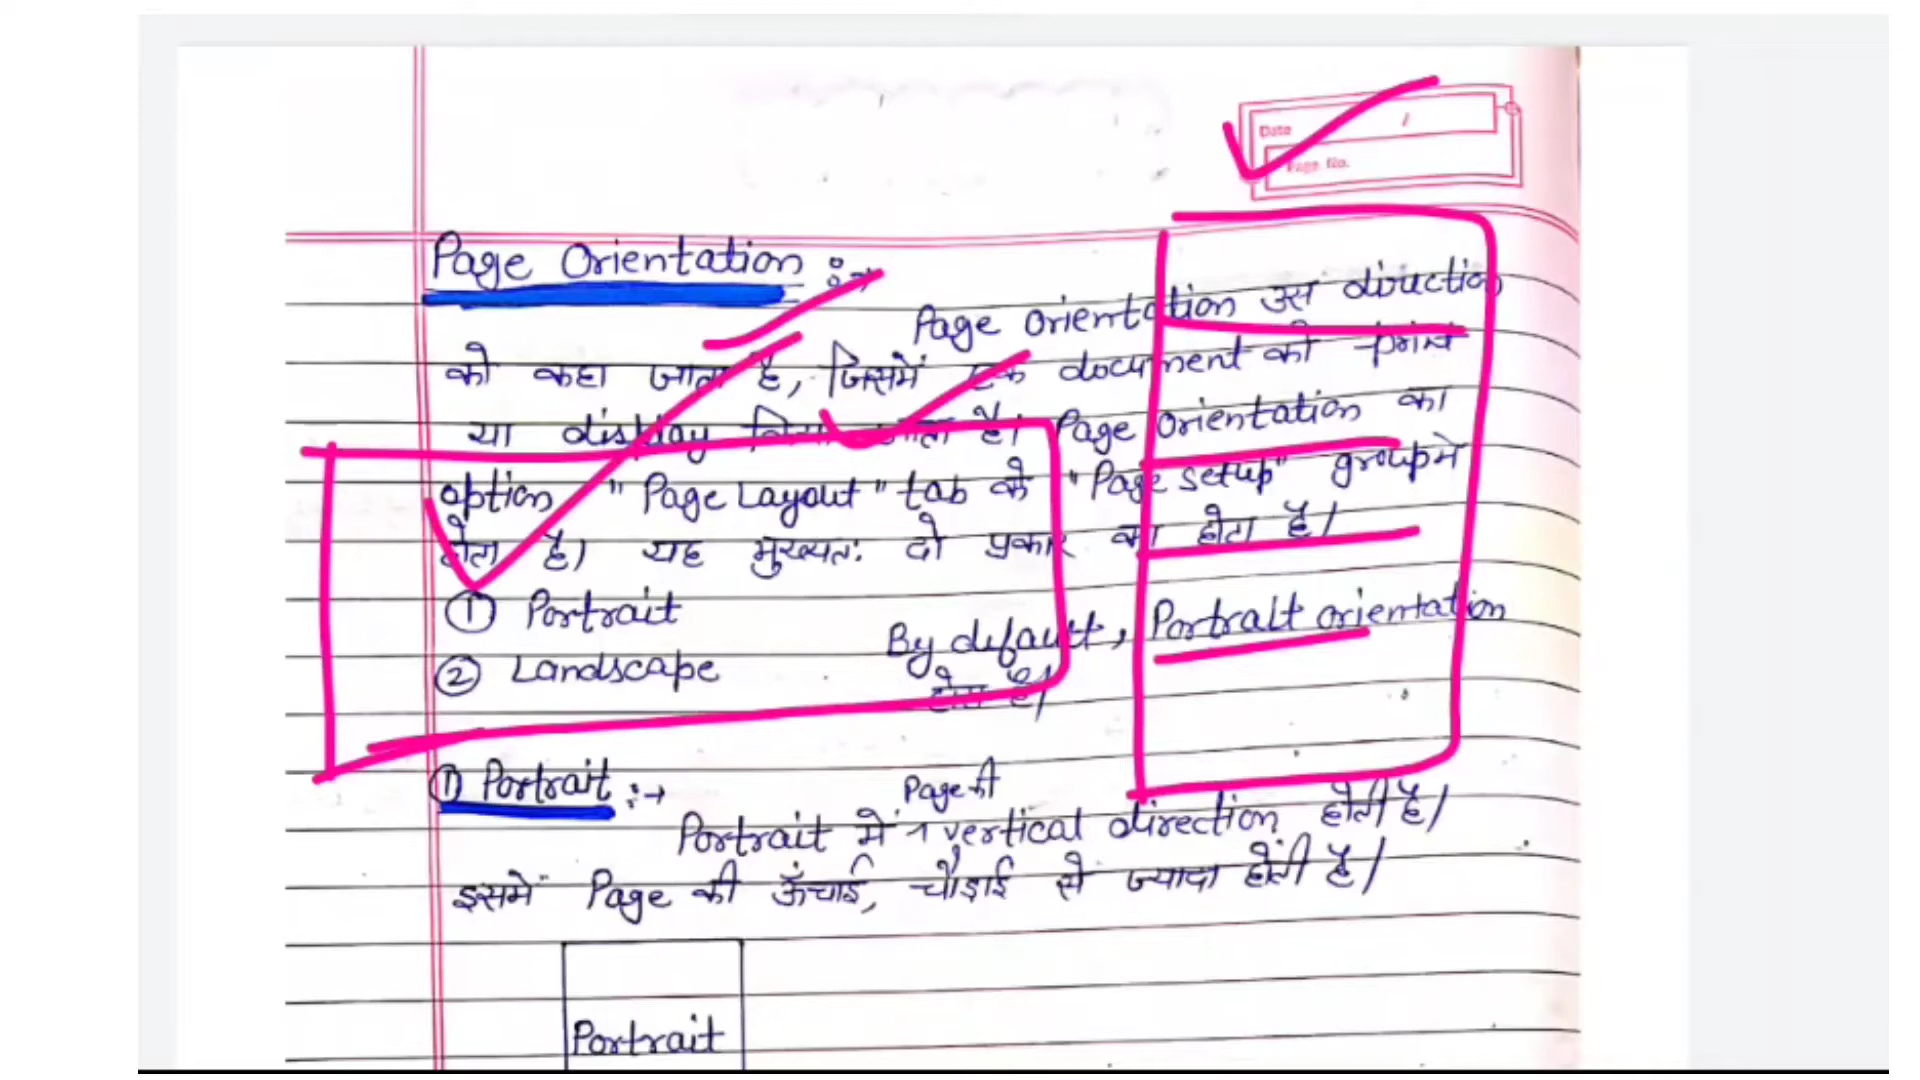 Date
Page No.
Page Orientation :→
Page Orientation उस direction
को कहा जाता है, जिसमें एक document को print
या display किया जाता है। Page Orientation का
option "Page Layout" tab के "Page setup" group में
होता है। यह मुख्यतः दो प्रकार का होता है।
① Portrait
② Landscape
By default, Portrait orientation
होता है।
① Portrait :→
Page की
Portrait में vertical direction होती है।
इसमें Page की ऊँचाई, चौड़ाई से ज्यादा होती है।
Portrait